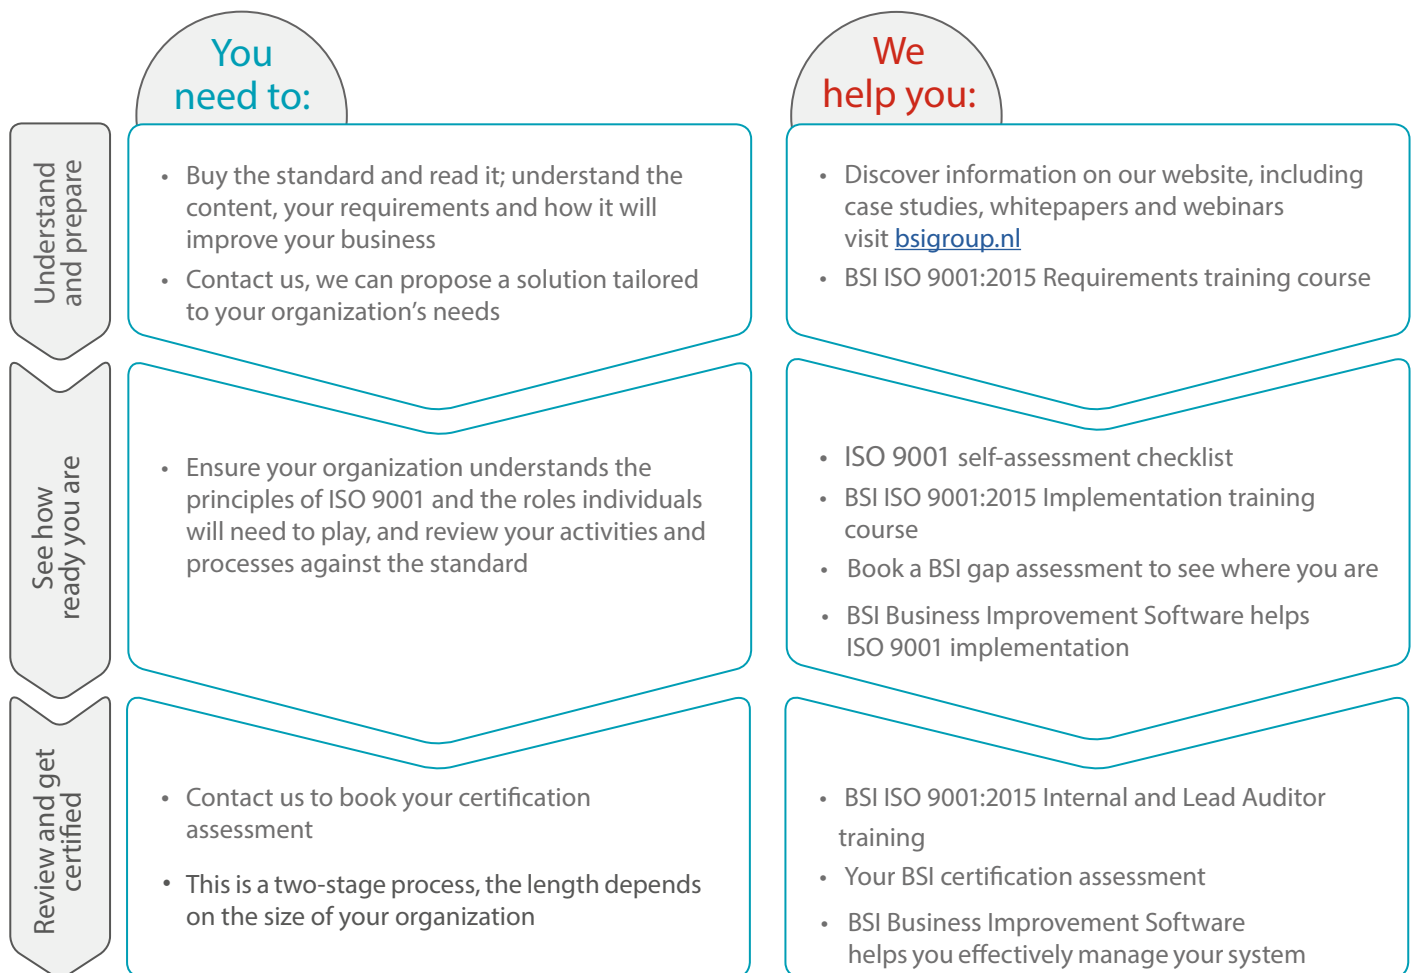 You
need to:
We
help you:
Understand
and prepare
• Buy the standard and read it; understand the
content, your requirements and how it will
improve your business
• Contact us, we can propose a solution tailored
to your organization’s needs
• Discover information on our website, including
case studies, whitepapers and webinars
visit bsigroup.nl
• BSI ISO 9001:2015 Requirements training course
See how
ready you are
• Ensure your organization understands the
principles of ISO 9001 and the roles individuals
will need to play, and review your activities and
processes against the standard
• ISO 9001 self-assessment checklist
• BSI ISO 9001:2015 Implementation training
course
• Book a BSI gap assessment to see where you are
• BSI Business Improvement Software helps
ISO 9001 implementation
Review and get
certified
• Contact us to book your certification
assessment
• This is a two-stage process, the length depends
on the size of your organization
• BSI ISO 9001:2015 Internal and Lead Auditor
training
• Your BSI certification assessment
• BSI Business Improvement Software
helps you effectively manage your system